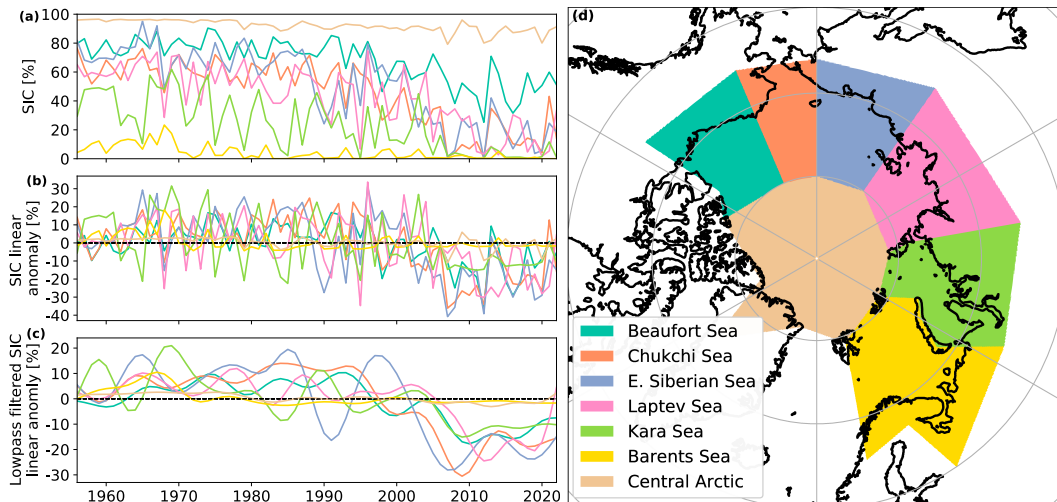 (a)
SIC [%]
100
80
60
40
20
0
(b)
SIC linear
anomaly [%]
30
20
10
0
-10
-20
-30
-40
(c)
Lowpass filtered SIC
linear anomly [%]
20
10
0
-10
-20
-30
1960 1970 1980 1990 2000 2010 2020
(d)
Beaufort Sea
Chukchi Sea
E. Siberian Sea
Laptev Sea
Kara Sea
Barents Sea
Central Arctic